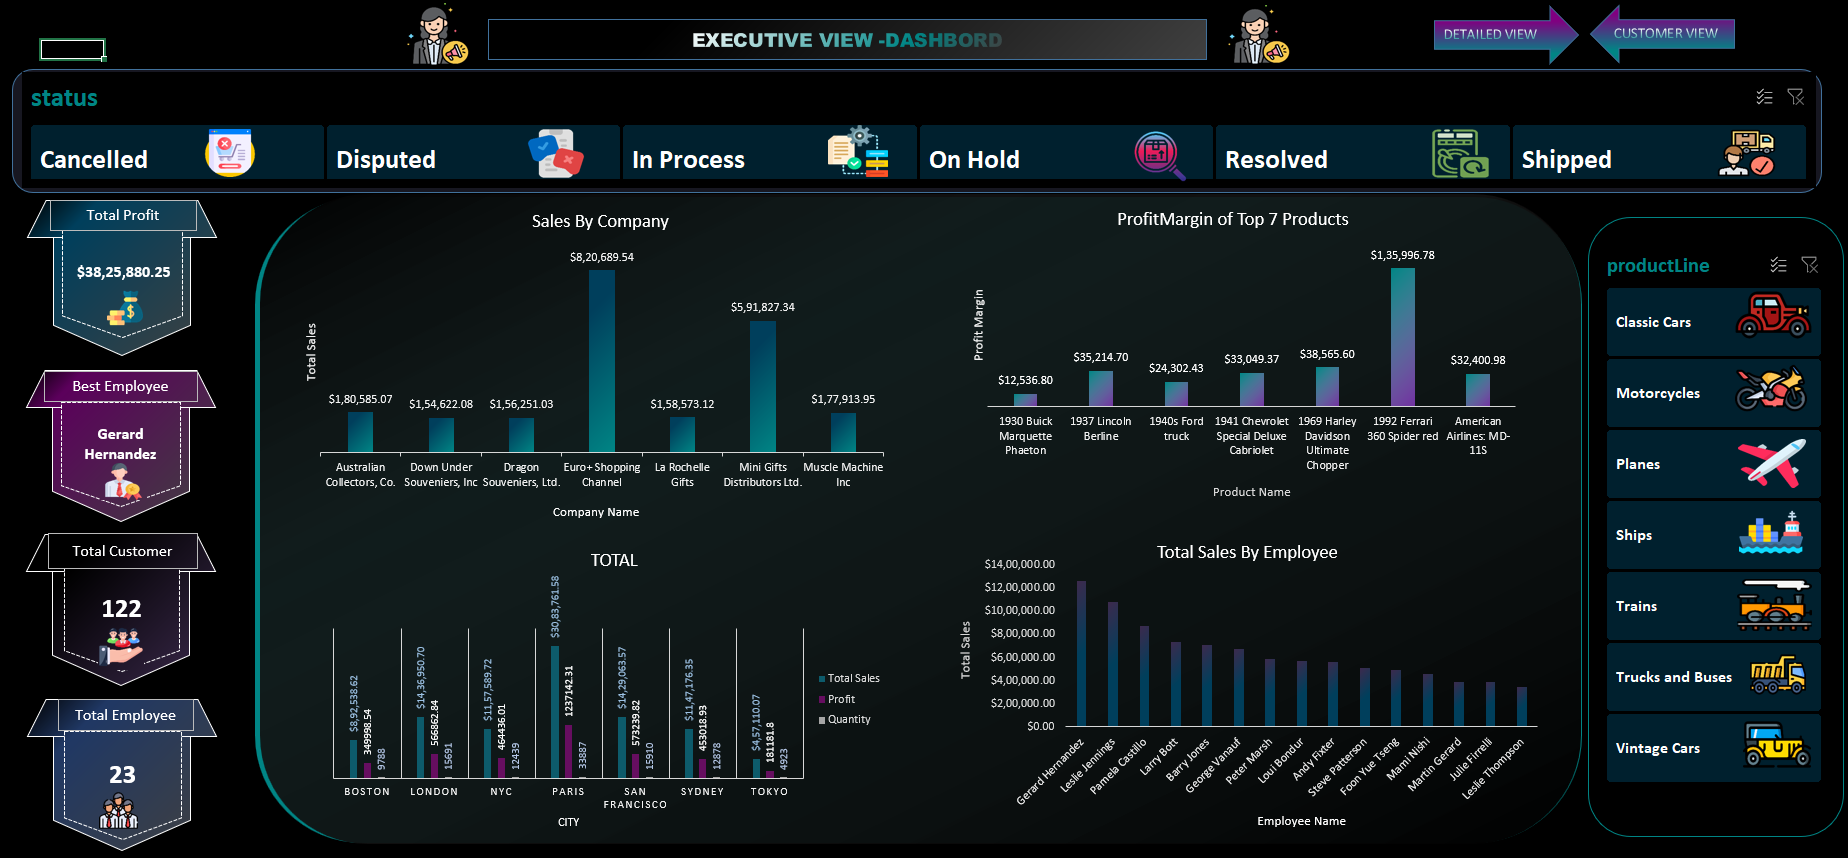 EXECUTIVE VIEW -DASHBORD
DETAILED VIEW
CUSTOMER VIEW
status
Cancelled
Disputed
In Process
On Hold
Resolved
Shipped
Total Profit
$38,25,880.25
Best Employee
Gerard
Hernandez
Total Customer
122
Total Employee
23
Sales By Company
Total Sales
$1,80,585.07
$1,54,622.08
$1,56,251.03
$8,20,689.54
$1,58,573.12
$5,91,827.34
$1,77,913.95
Australian
Collectors, Co.
Down Under
Souveniers, Inc
Dragon
Souveniers, Ltd.
Euro+Shopping
Channel
La Rochelle
Gifts
Mini Gifts
Distributors Ltd.
Muscle Machine
Inc
Company Name
ProfitMargin of Top 7 Products
Profit Margin
$12,536.80
$35,214.70
$24,302.43
$33,049.37
$38,565.60
$1,35,996.78
$32,400.98
1930 Buick
Marquette
Phaeton
1937 Lincoln
Berline
1940s Ford
truck
1941 Chevrolet
Special Deluxe
Cabriolet
1969 Harley
Davidson
Ultimate
Chopper
1992 Ferrari
360 Spider red
American
Airlines: MD-
11S
Product Name
TOTAL
$8,92,538.62
349998.54
9788
$14,36,950.70
566862.84
15691
$11,57,589.72
464436.01
12439
$30,83,761.58
1237142.31
33887
$14,29,063.57
573239.82
15910
$11,47,176.35
453018.93
12878
$4,57,110.07
181181.8
4923
BOSTON
LONDON
NYC
PARIS
SAN
FRANCISCO
SYDNEY
TOKYO
CITY
Total Sales
Profit
Quantity
Total Sales By Employee
Total Sales
$14,00,000.00
$12,00,000.00
$10,00,000.00
$8,00,000.00
$6,00,000.00
$4,00,000.00
$2,00,000.00
$0.00
Gerard Hernandez
Leslie Jennings
Pamela Castillo
Larry Bott
Barry Jones
George Vanauf
Peter Marsh
Loui Bondur
Andy Fixter
Steve Patterson
Foon Yue Tseng
Mami Nishi
Martin Gerard
Julie Firrelli
Leslie Thompson
Employee Name
productLine
Classic Cars
Motorcycles
Planes
Ships
Trains
Trucks and Buses
Vintage Cars